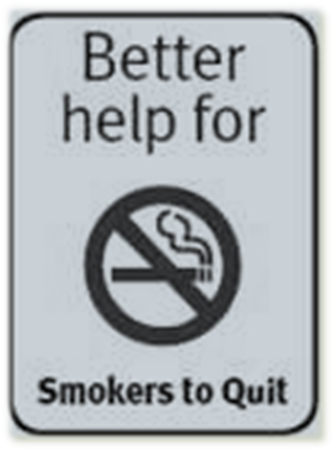 Better
help for
Smokers to Quit